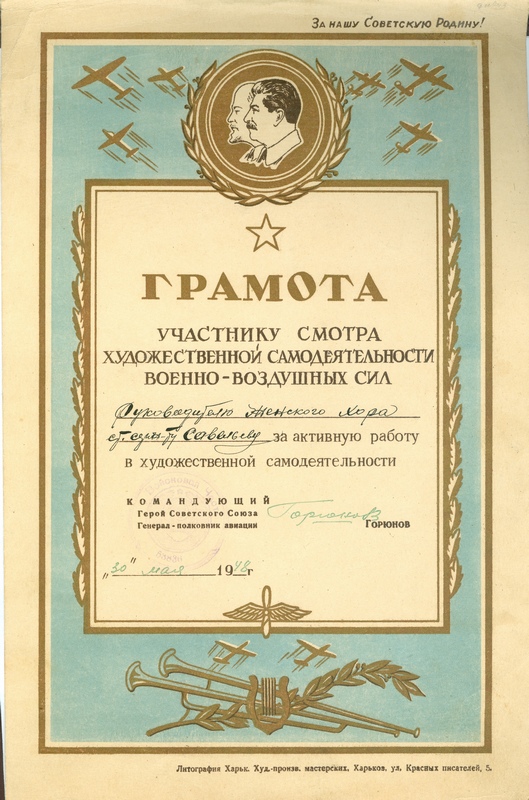 За нашу Советскую Родину!
ГРАМОТА
УЧАСТНИКУ СМОТРА
ХУДОЖЕСТВЕННОЙ САМОДЕЯТЕЛЬНОСТИ
ВОЕННО-ВОЗДУШНЫХ СИЛ
Руководителю Женского Хора
Савельеву за активную работу
в художественной самодеятельности
КОМАНДУЮЩИЙ
Герой Советского Союза
Генерал-полковник авиации
Горюнов ГОРЮНОВ
"30" мая 1948 г
Литография Харьк. Худ.-произв. мастерских. Харьков, ул. Красных писателей, 5.